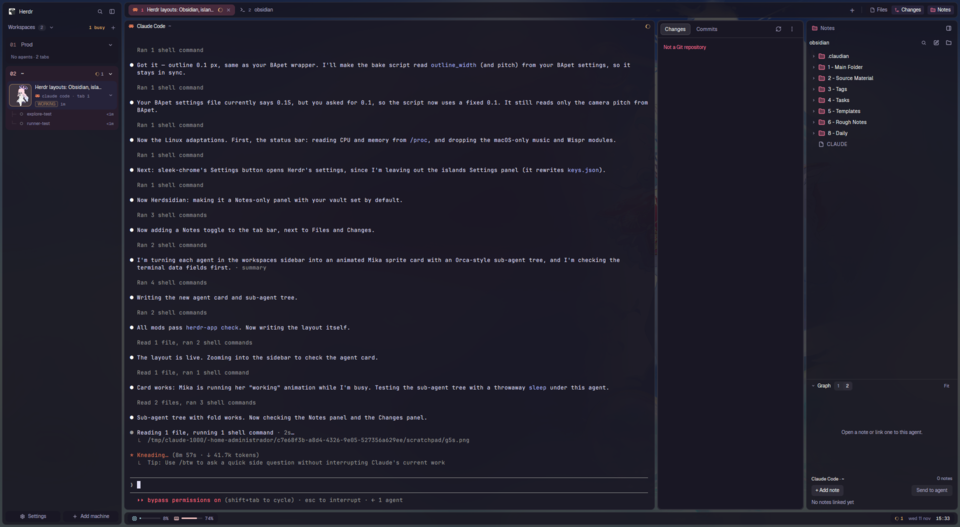 Herdr
Workspaces 2
1 busy +
01 Prod
No agents · 2 tabs
02
Herdr layouts: Obsidian, isla…
claude code · tab 1
WORKING
explore-test
runner-test
Settings
+ Add machine
1 Herdr layouts: Obsidian, islan…
2 obsidian
Files
Changes
Notes
Claude Code
Ran 1 shell command
Got it — outline 0.1 px, same as your BApet wrapper. I'll make the bake script read outline_width (and pitch) from your BApet settings, so it
stays in sync.
Ran 1 shell command
Your BApet settings file currently says 0.15, but you asked for 0.1, so the script now uses a fixed 0.1. It still reads only the camera pitch from
BApet.
Ran 1 shell command
Now the Linux adaptations. First, the status bar: reading CPU and memory from /proc, and dropping the macOS-only music and Wispr modules.
Ran 1 shell command
Next: sleek-chrome's Settings button opens Herdr's settings, since I'm leaving out the islands Settings panel (it rewrites keys.json).
Ran 1 shell command
Now Herdsidian: making it a Notes-only panel with your vault set by default.
Ran 3 shell commands
Now adding a Notes toggle to the tab bar, next to Files and Changes.
Ran 2 shell commands
I'm turning each agent in the workspaces sidebar into an animated Mika sprite card with an Orca-style sub-agent tree, and I'm checking the
terminal data fields first. · summary
Ran 4 shell commands
Writing the new agent card and sub-agent tree.
Ran 2 shell commands
All mods pass herdr-app check. Now writing the layout itself.
Read 1 file, ran 2 shell commands
The layout is live. Zooming into the sidebar to check the agent card.
Read 1 file, ran 1 shell command
Card works: Mika is running her "working" animation while I'm busy. Testing the sub-agent tree with a throwaway sleep under this agent.
Read 2 files, ran 3 shell commands
Sub-agent tree with fold works. Now checking the Notes panel and the Changes panel.
Reading 1 file, running 1 shell command · 2s…
Kneading… (8m 57s · ↓ 41.7k tokens)
Tip: Use /btw to ask a quick side question without interrupting Claude's current work
bypass permissions on (shift+tab to cycle) · esc to interrupt · ← 1 agent
Changes
Commits
Not a Git repository
Notes
obsidian
.claudian
1 - Main Folder
2 - Source Material
3 - Tags
4 - Tasks
5 - Templates
6 - Rough Notes
8 - Daily
CLAUDE
Graph 1 2
Fit
Open a note or link one to this agent.
Claude Code
0 notes
+ Add note
Send to agent
No notes linked yet
8%
74%
15:33